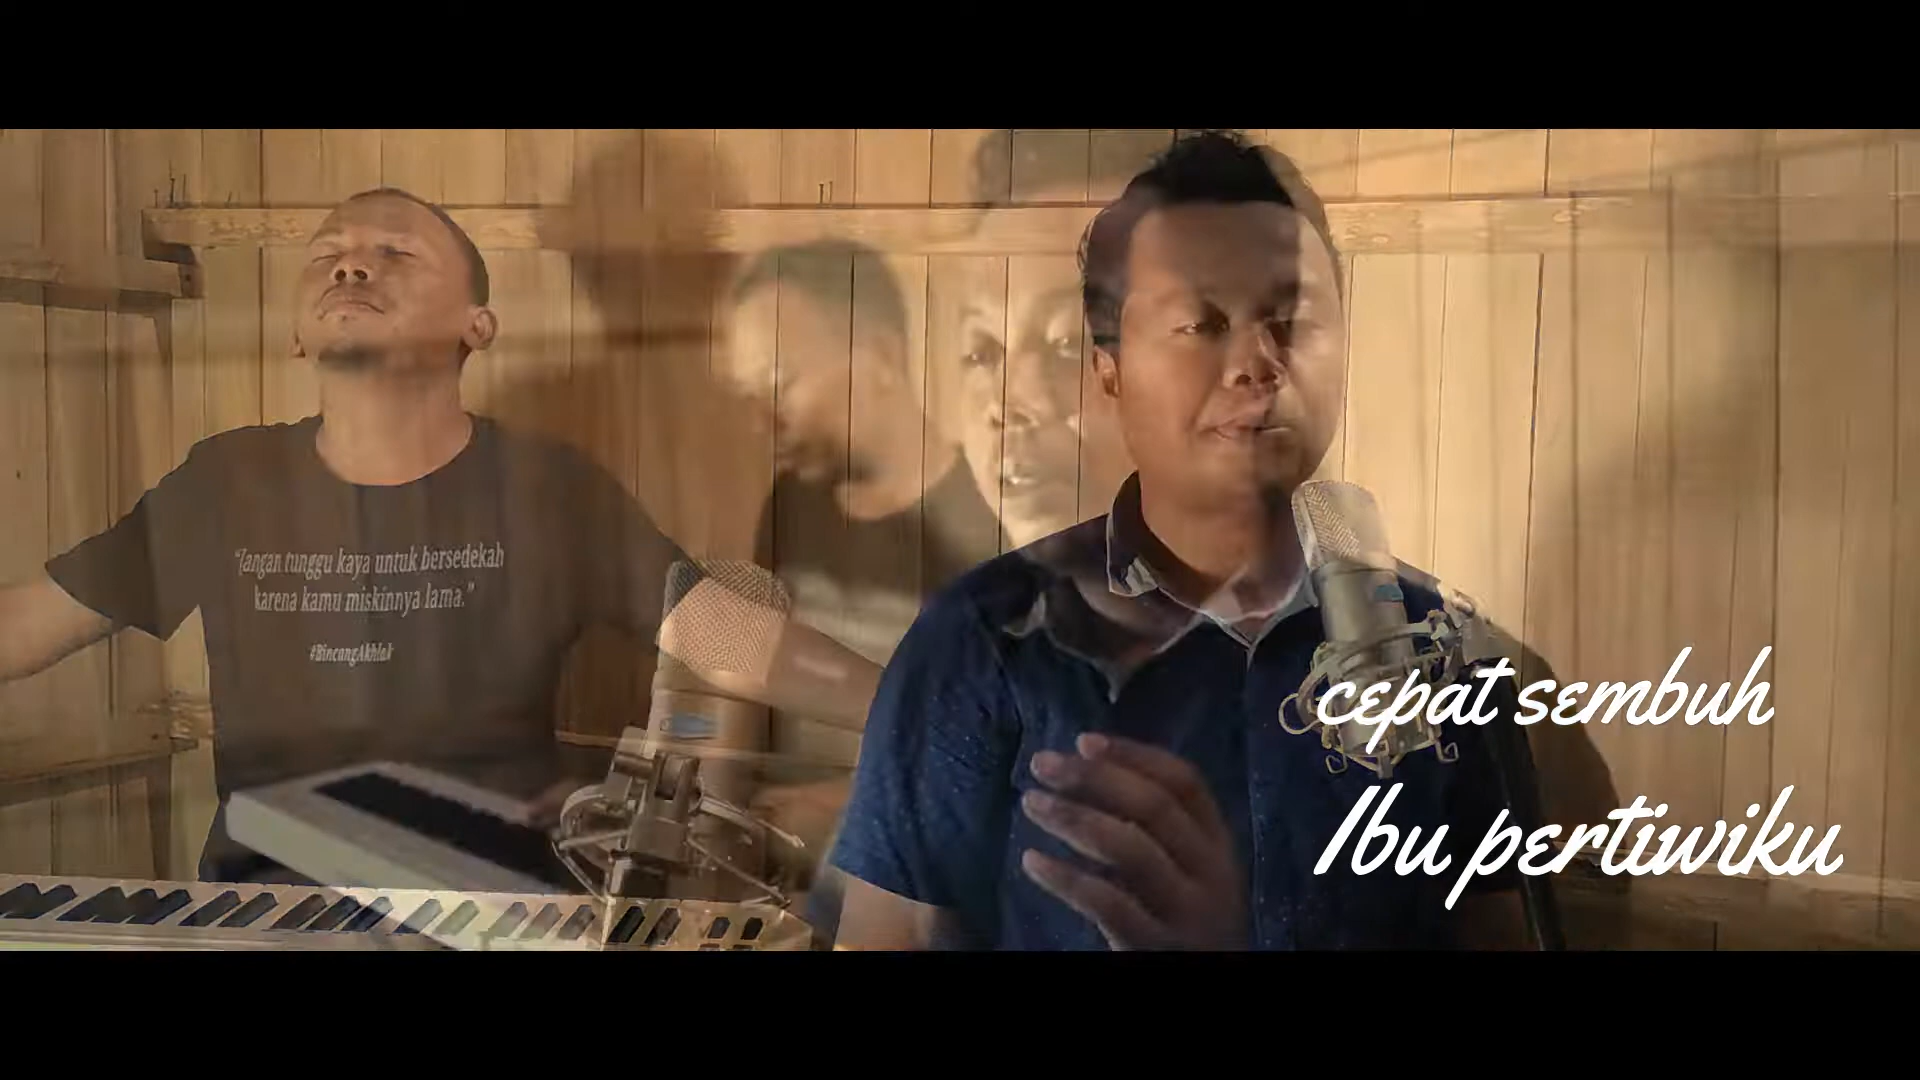 "Jangan tunggu kaya untuk bersedekah
karena kamu miskinnya lama."
#BincangAkhlak
cepat sembuh
Ibu pertiwiku